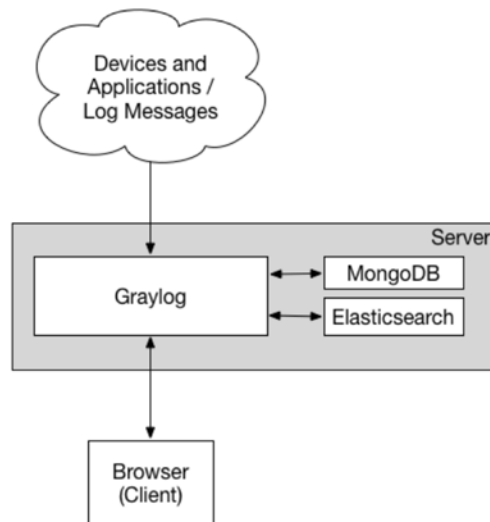 Devices and
Applications /
Log Messages
Server
Graylog
MongoDB
Elasticsearch
Browser
(Client)